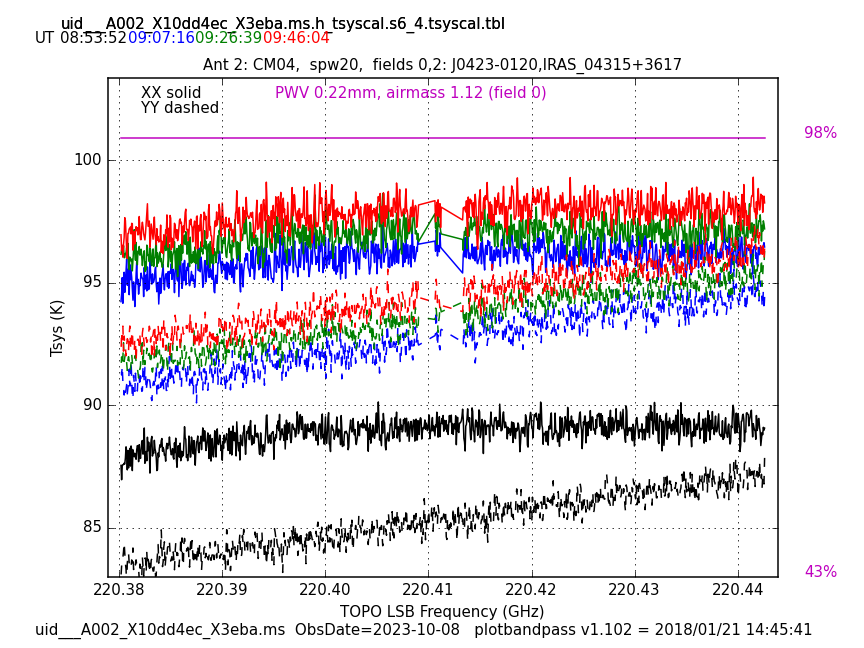 uid___A002_X10dd4ec_X3eba.ms.h_tsyscal.s6_4.tsyscal.tbl
UT 08:53:52 09:07:16 09:26:39 09:46:04
Ant 2: CM04, spw20, fields 0,2: J0423-0120,IRAS_04315+3617
XX solid PWV 0.22mm, airmass 1.12 (field 0)
YY dashed
98%
100
95
90
85
Tsys (K)
43%
220.38 220.39 220.40 220.41 220.42 220.43 220.44
TOPO LSB Frequency (GHz)
uid___A002_X10dd4ec_X3eba.ms ObsDate=2023-10-08 plotbandpass v1.102 = 2018/01/21 14:45:41